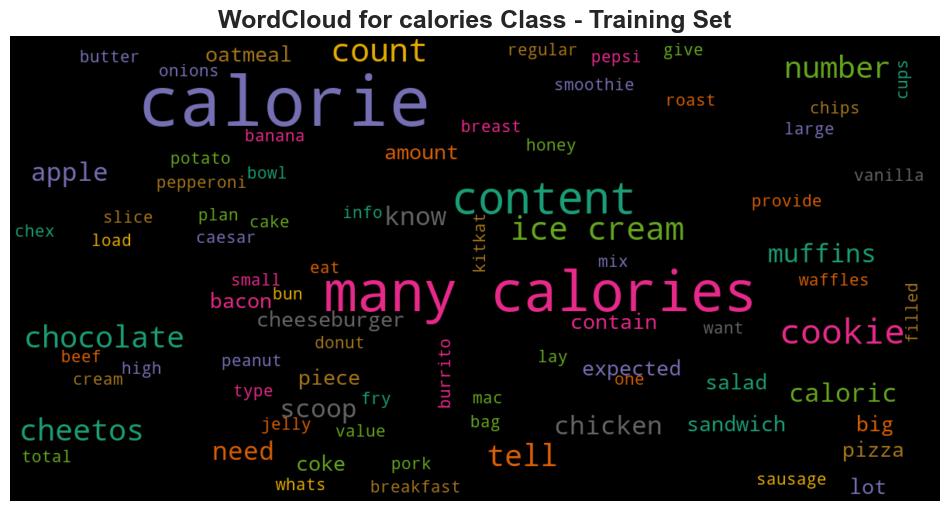 WordCloud for calories Class - Training Set
butter
oatmeal
count
regular
pepsi
give
onions
calorie
smoothie
number
cups
roast
chips
banana
breast
large
honey
potato
amount
apple
bowl
pepperoni
vanilla
content
provide
slice
plan
cake
info
know
chex
load
caesar
ice cream
kitkat
mix
muffins
eat
small
bun
many calories
waffles
filled
bacon
cheeseburger
contain
want
cookie
chocolate
donut
beef
high
peanut
lay
expected
one
cream
piece
burrito
type
fry
mac
salad
caloric
scoop
bag
chicken
sandwich
big
cheetos
jelly
value
need
tell
pizza
total
coke
pork
whats
breakfast
sausage
lot